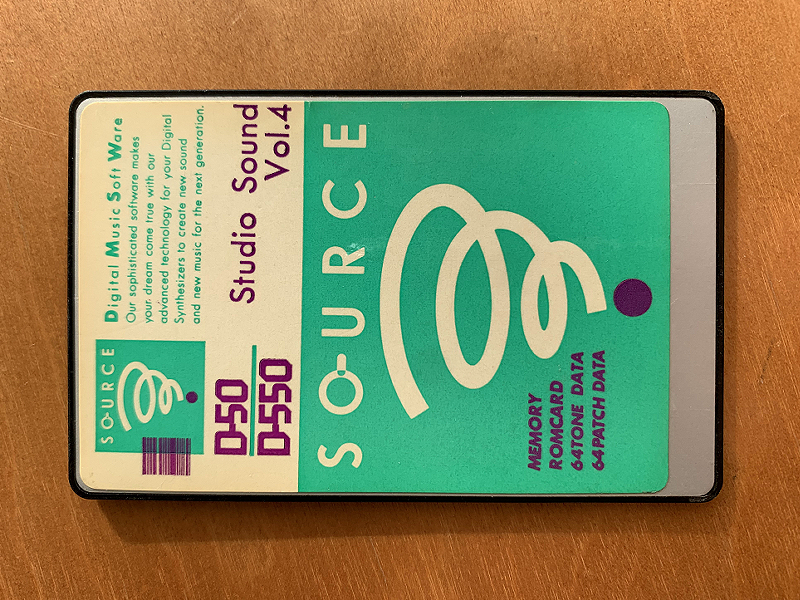 SOURCE
Digital Music Soft Ware
Our sophisticated software makes
your dream come true with our
advanced technology for your Digital
Synthesizers to create new sound
and new music for the next generation.
D-50
D-550
Studio Sound
Vol.4
SOURCE
MEMORY
ROMCARD
64TONE DATA
64PATCH DATA